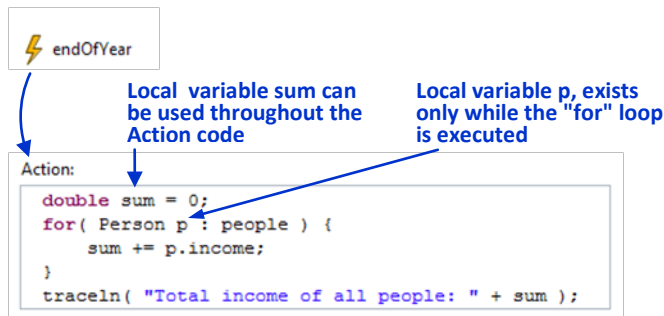 endOfYear
Local variable sum can
be used throughout the
Action code
Local variable p, exists
only while the "for" loop
is executed
Action:
double sum = 0;
for( Person p : people ) {
    sum += p.income;
}
traceln( "Total income of all people: " + sum );